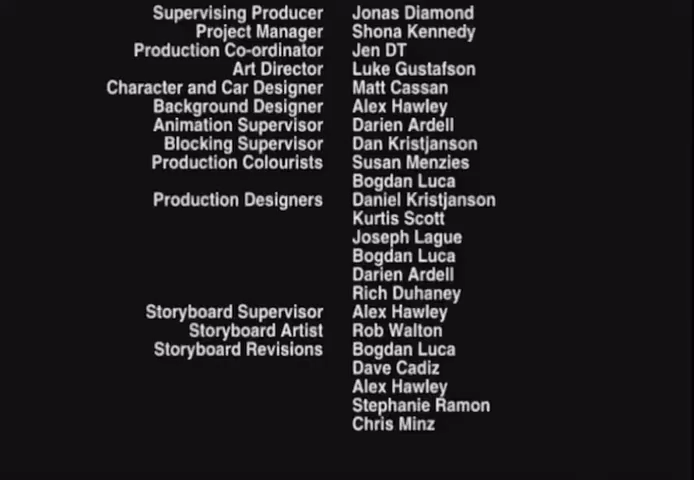 Supervising Producer Jonas Diamond
Project Manager Shona Kennedy
Production Co-ordinator Jen DT
Art Director Luke Gustafson
Character and Car Designer Matt Cassan
Background Designer Alex Hawley
Animation Supervisor Darien Ardell
Blocking Supervisor Dan Kristjanson
Production Colourists Susan Menzies
Bogdan Luca
Production Designers Daniel Kristjanson
Kurtis Scott
Joseph Lague
Bogdan Luca
Darien Ardell
Rich Duhaney
Storyboard Supervisor Alex Hawley
Storyboard Artist Rob Walton
Storyboard Revisions Bogdan Luca
Dave Cadiz
Alex Hawley
Stephanie Ramon
Chris Minz